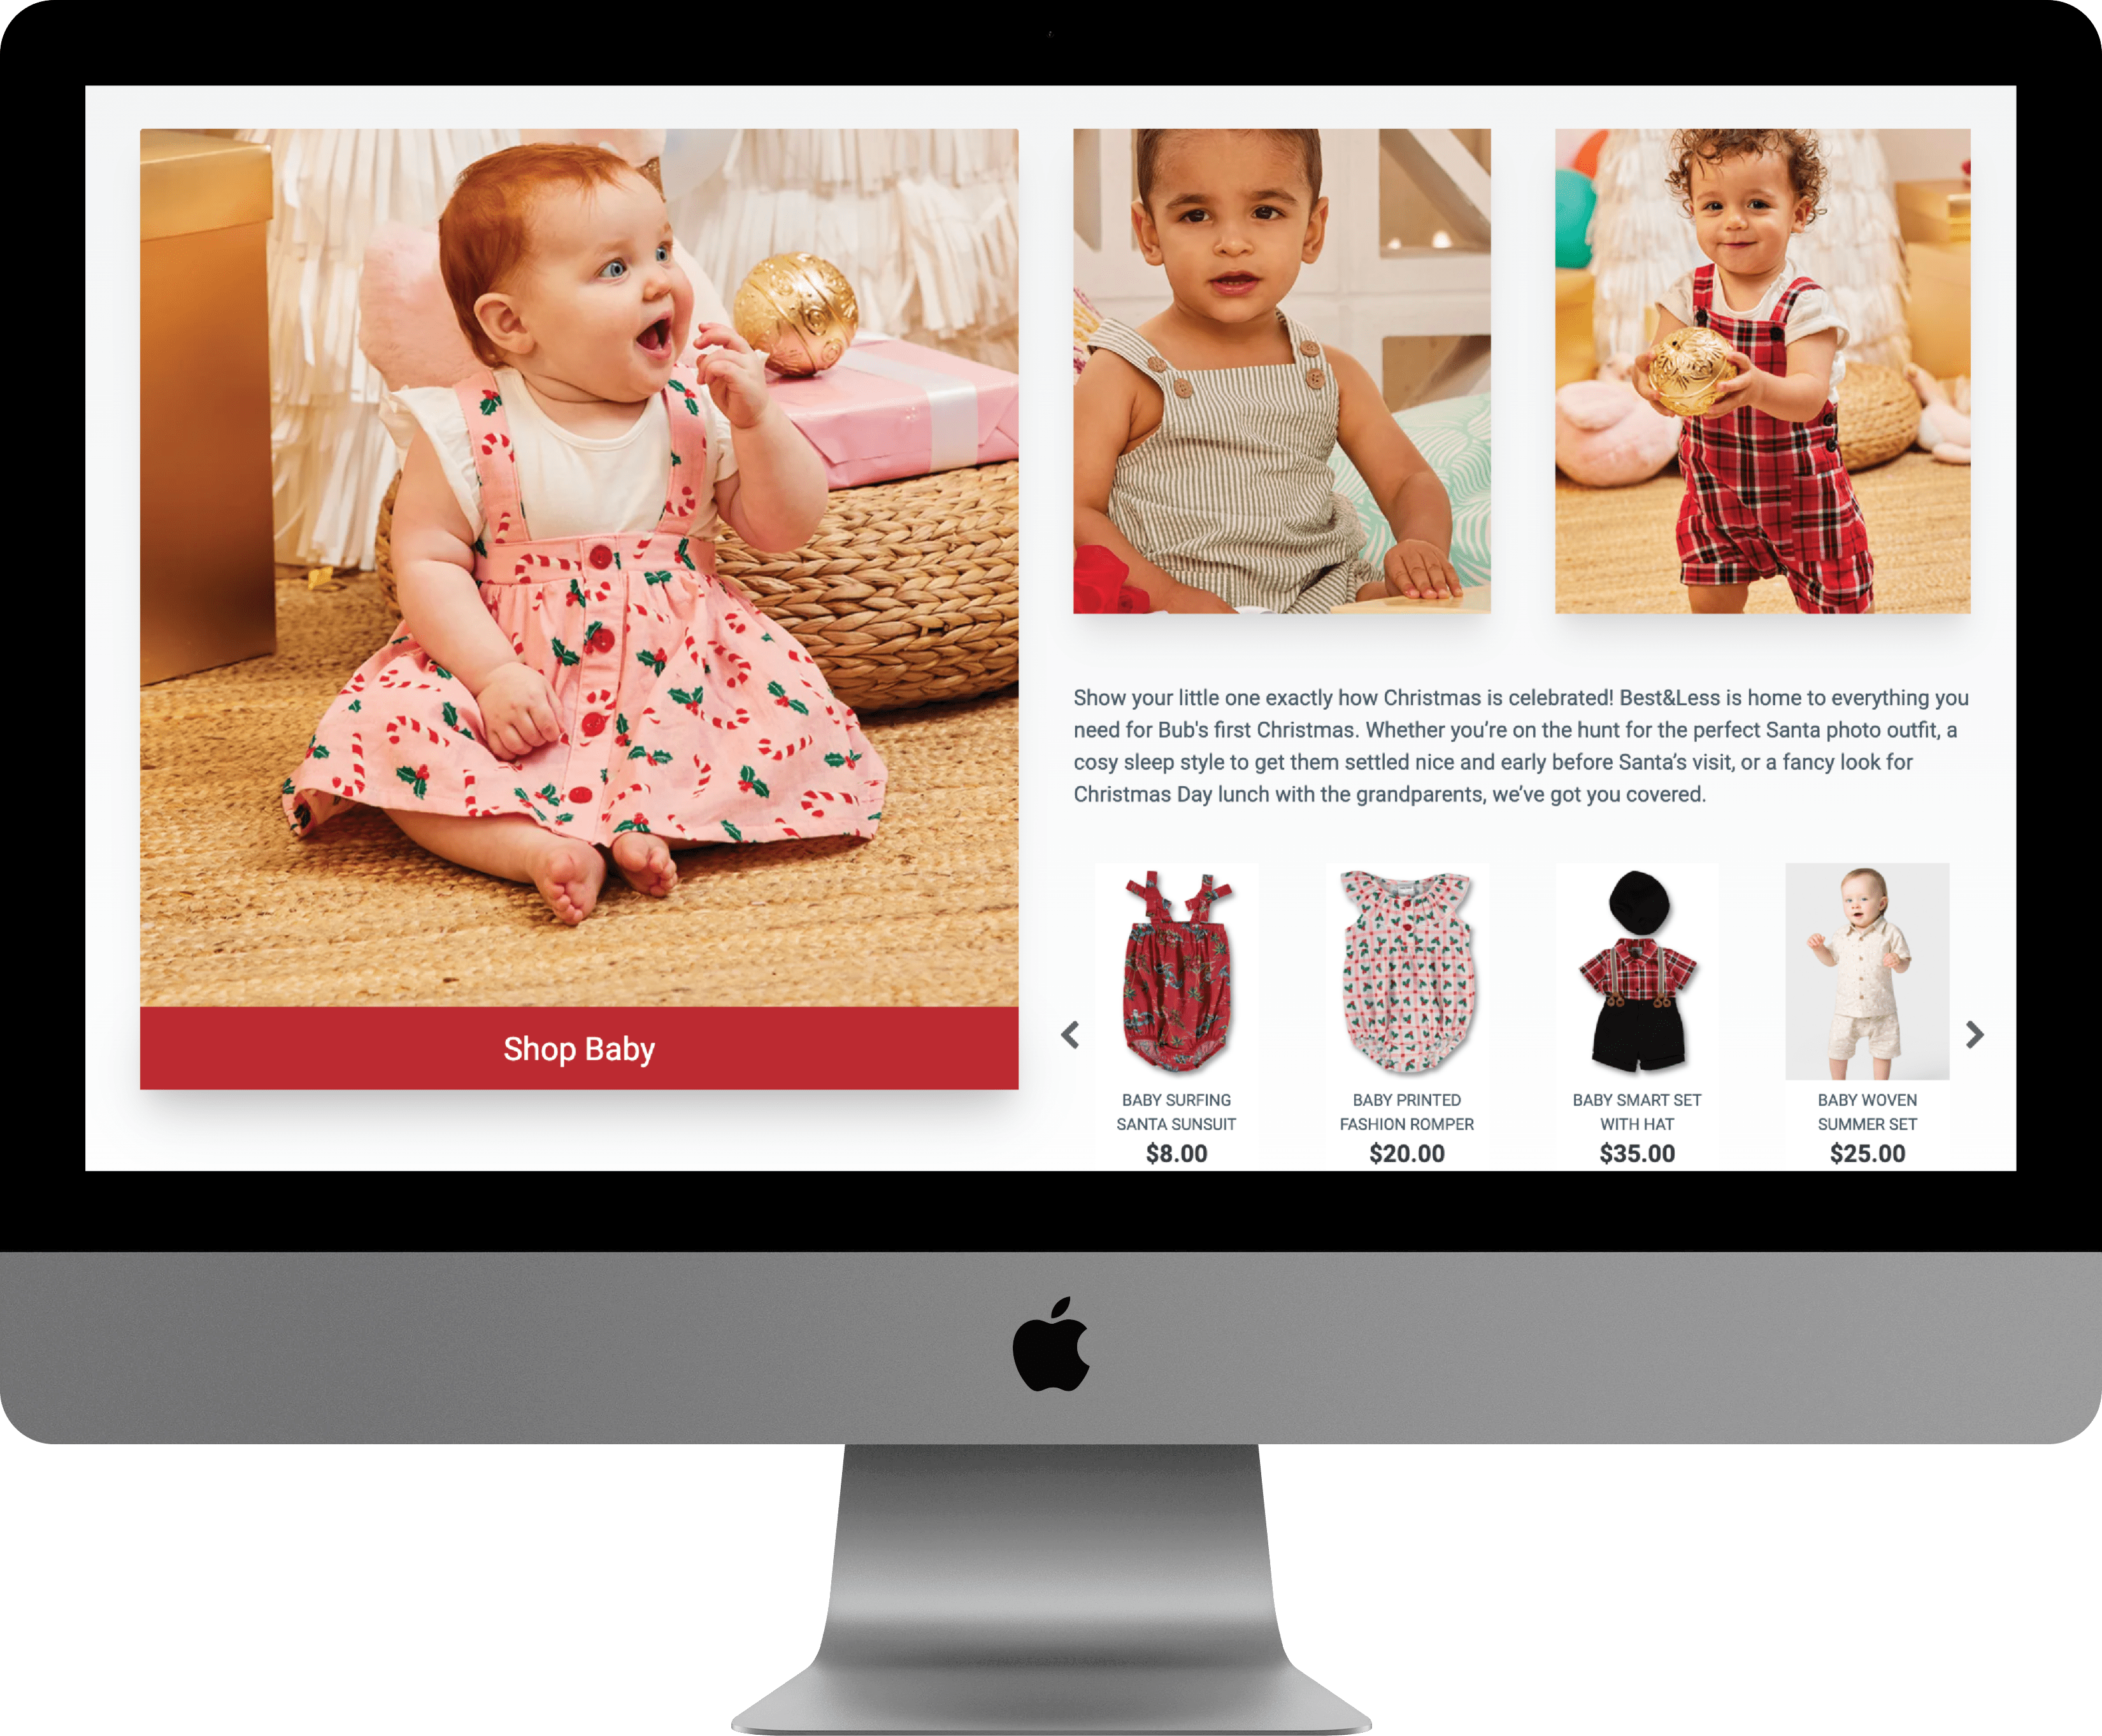 Show your little one exactly how Christmas is celebrated! Best&Less is home to everything you
need for Bub's first Christmas. Whether you’re on the hunt for the perfect Santa photo outfit, a
cosy sleep style to get them settled nice and early before Santa’s visit, or a fancy look for
Christmas Day lunch with the grandparents, we’ve got you covered.
Shop Baby
BABY SURFING
SANTA SUNSUIT
$8.00
BABY PRINTED
FASHION ROMPER
$20.00
BABY SMART SET
WITH HAT
$35.00
BABY WOVEN
SUMMER SET
$25.00